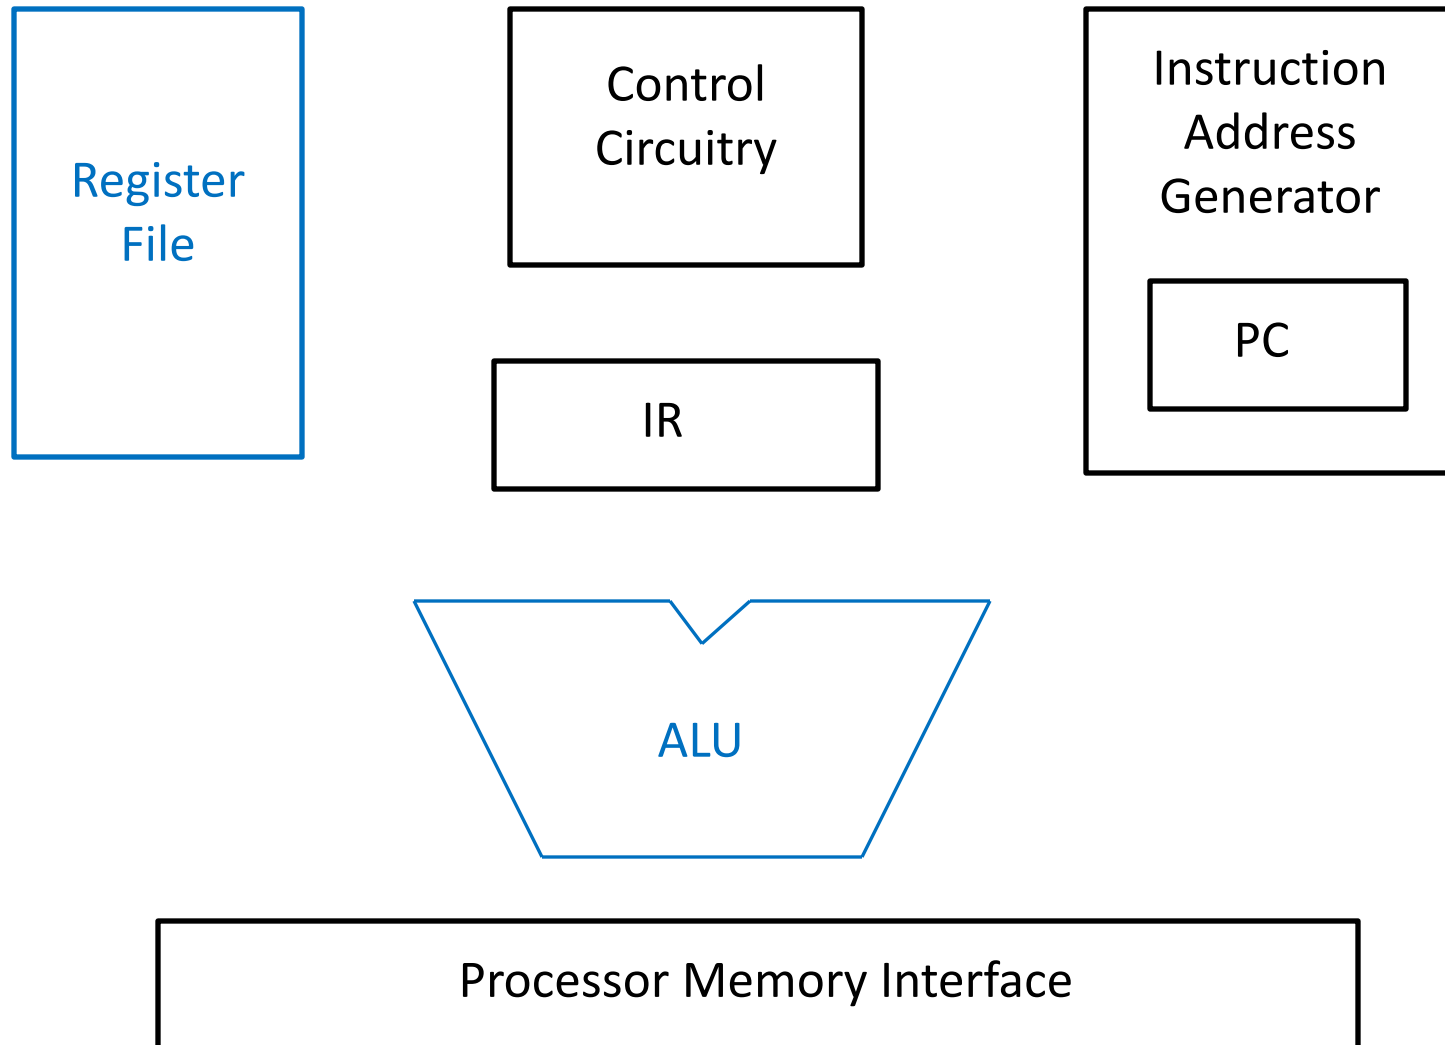 Register
File
Control
Circuitry
Instruction
Address
Generator
PC
IR
ALU
Processor Memory Interface